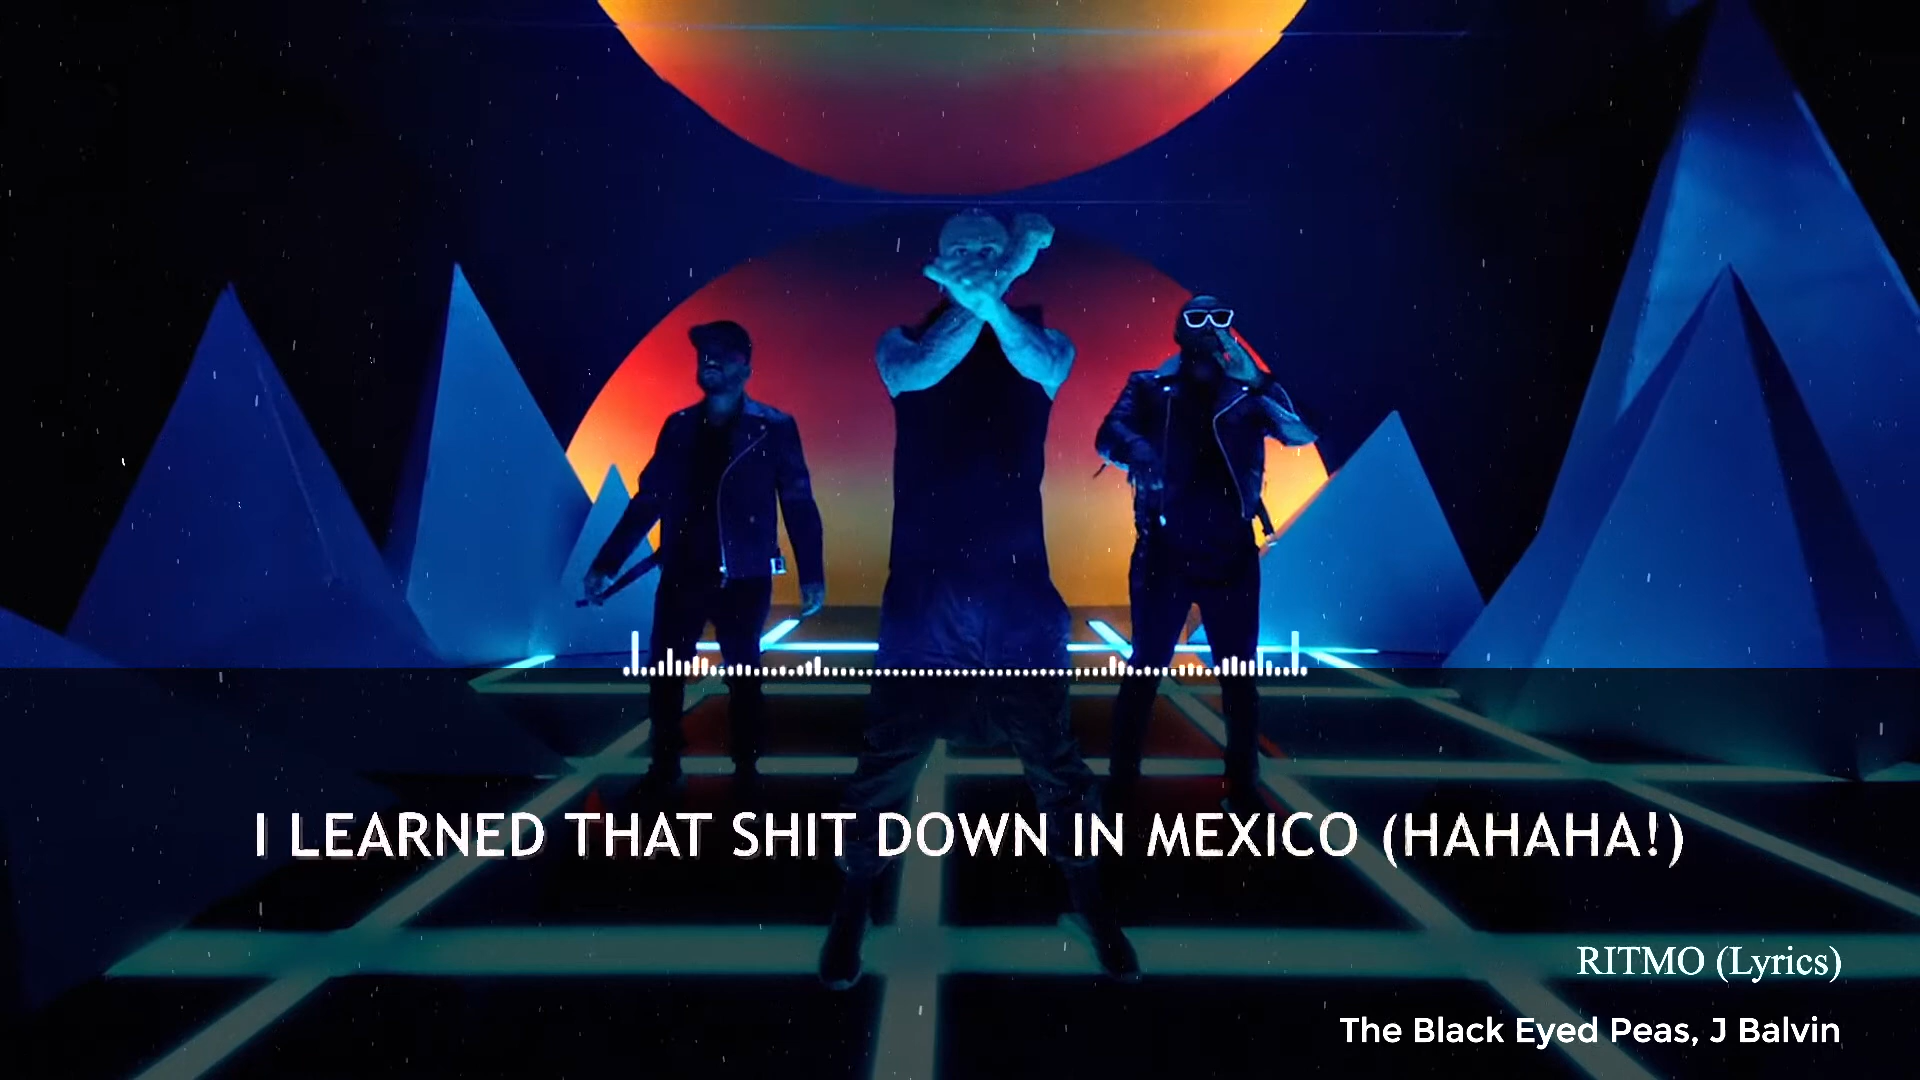 I LEARNED THAT SHIT DOWN IN MEXICO (HAHAHA!)
RITMO (Lyrics)
The Black Eyed Peas, J Balvin